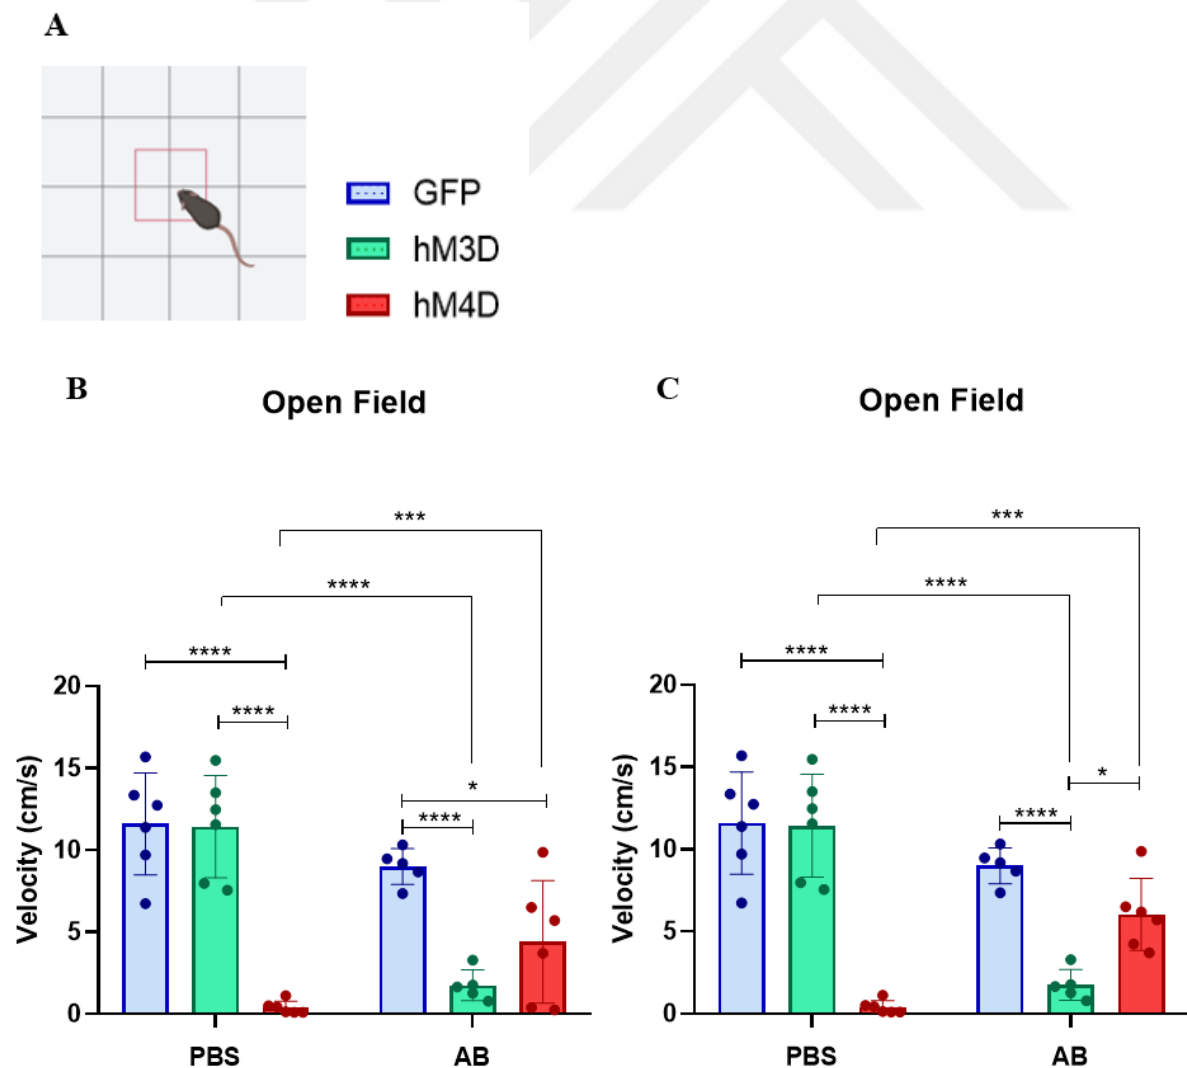 A
GFP
hM3D
hM4D
B
Open Field
***
****
****
****
*
****
Velocity (cm/s)
20
15
10
5
0
PBS
AB
C
Open Field
***
****
****
****
*
****
Velocity (cm/s)
20
15
10
5
0
PBS
AB